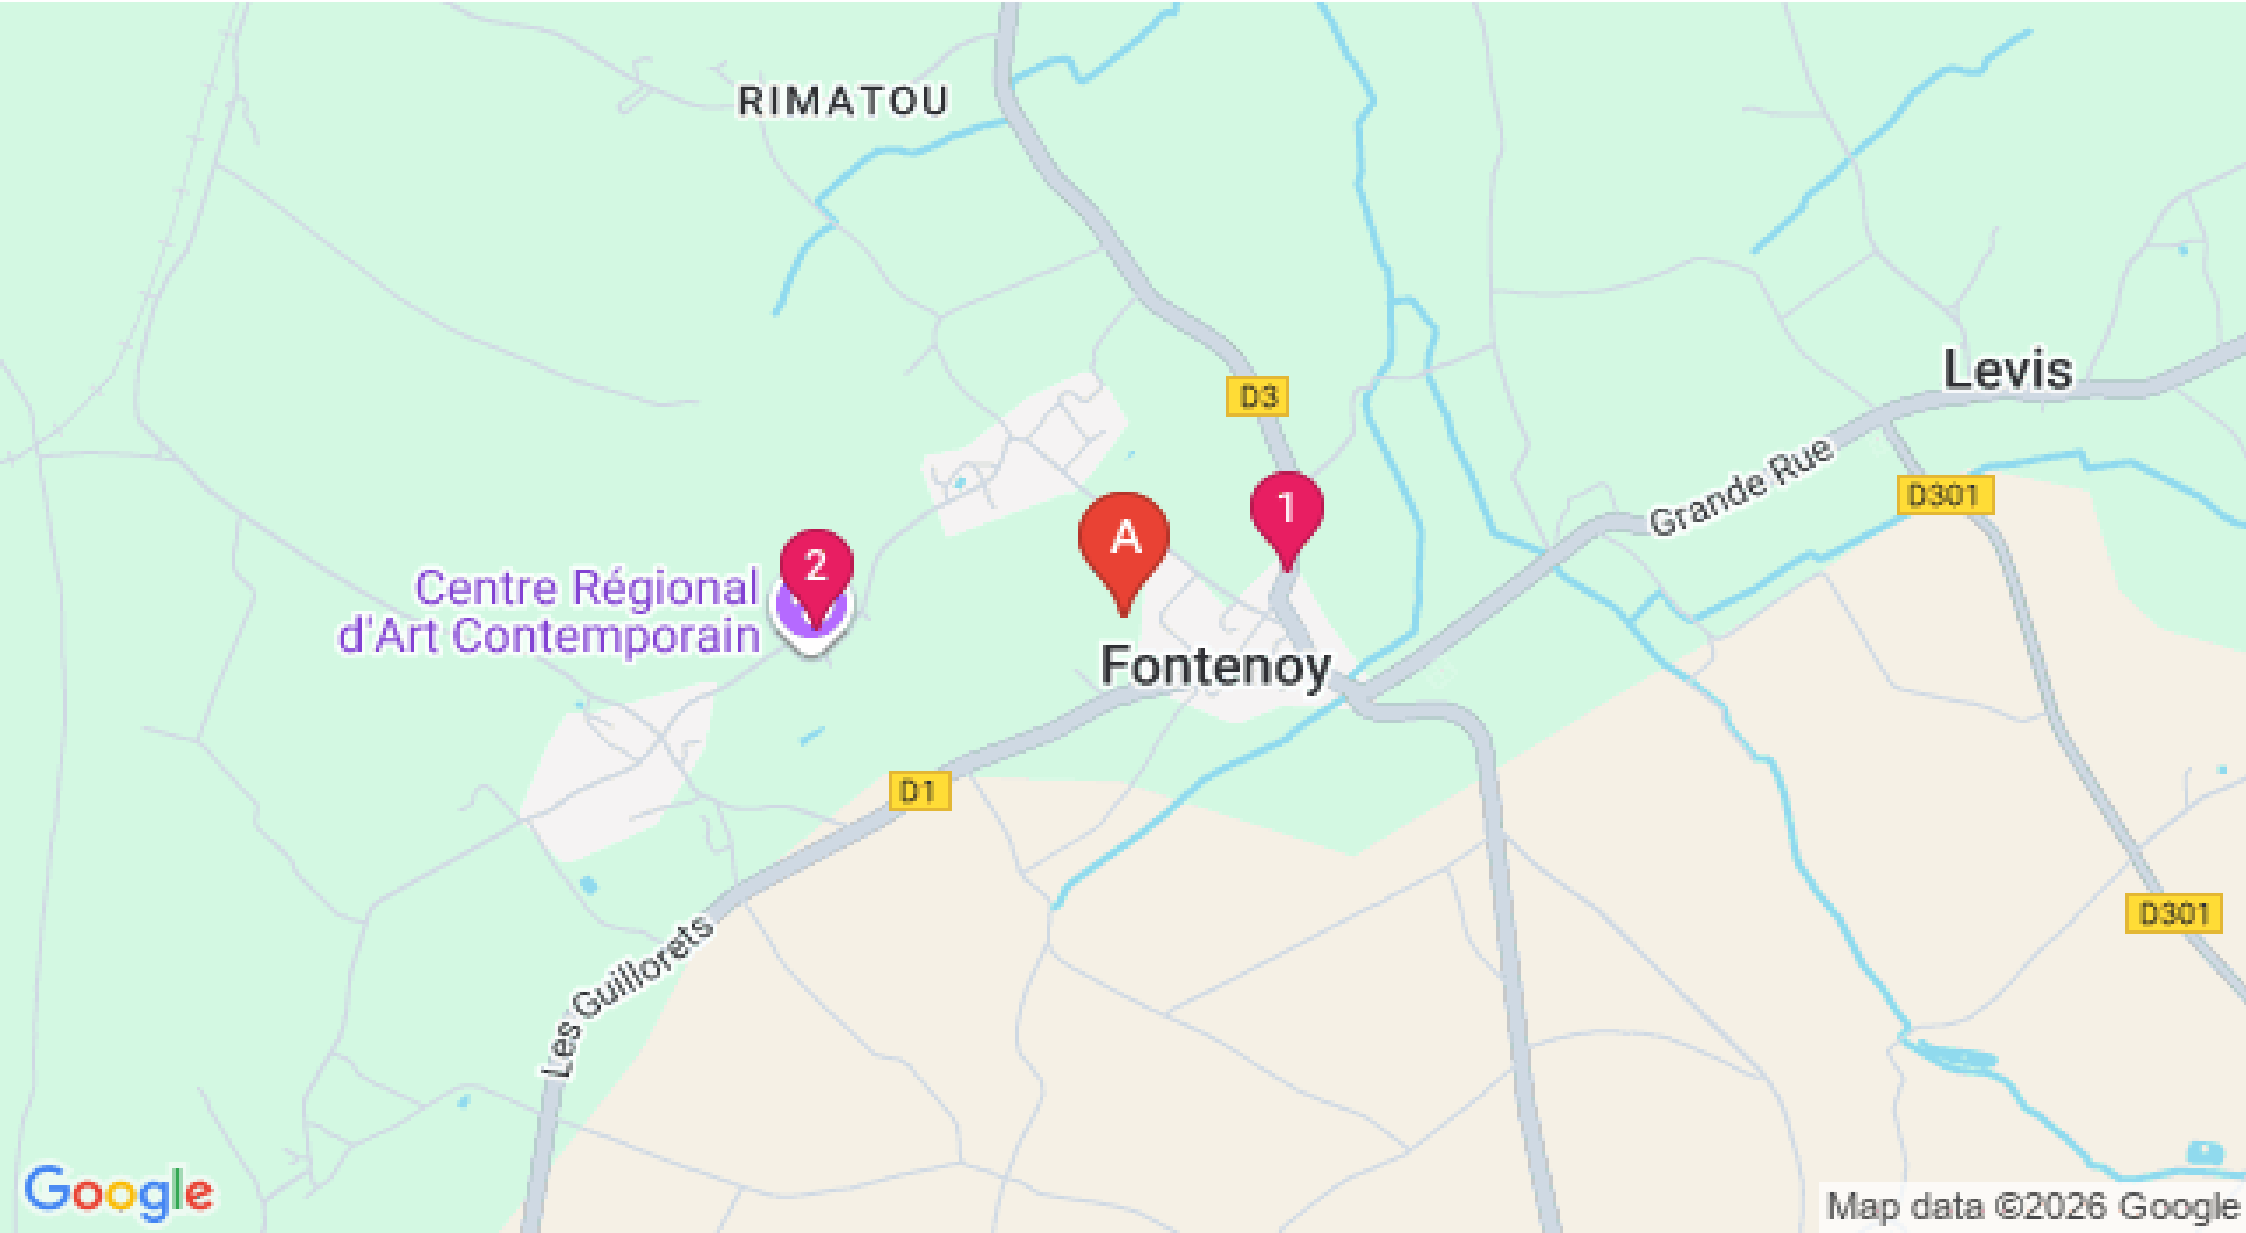 RIMATOU
D3
Levis
Grande Rue
D301
1
A
2
Centre Régional
d'Art Contemporain
Fontenoy
D1
D301
Les Guillorets
Google
Map data ©2026 Google